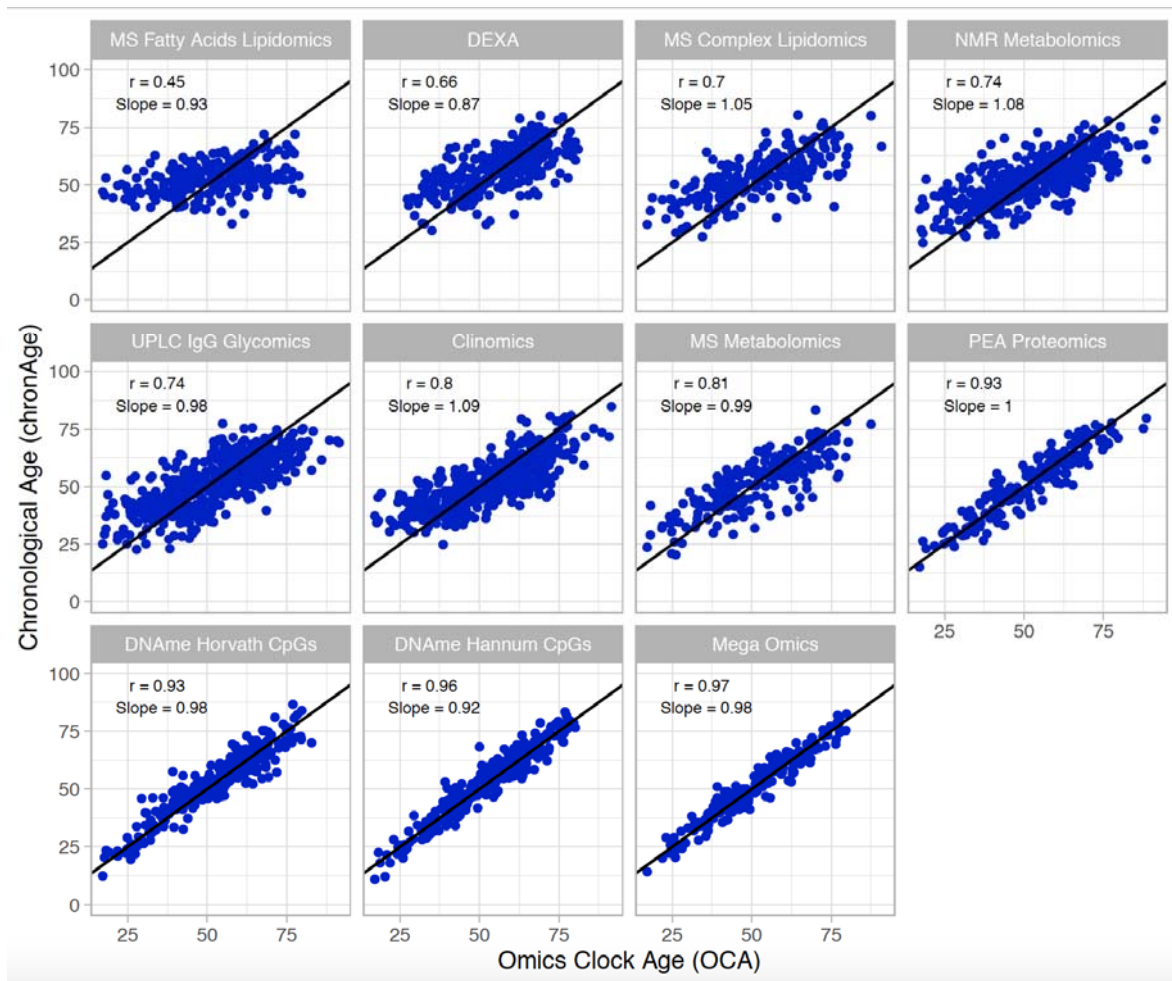 MS Fatty Acids Lipidomics
DEXA
MS Complex Lipidomics
NMR Metabolomics
r = 0.45
Slope = 0.93
r = 0.66
Slope = 0.87
r = 0.7
Slope = 1.05
r = 0.74
Slope = 1.08
100
75
50
25
0
UPLC IgG Glycomics
Clinomics
MS Metabolomics
PEA Proteomics
r = 0.74
Slope = 0.98
r = 0.8
Slope = 1.09
r = 0.81
Slope = 0.99
r = 0.93
Slope = 1
100
75
50
25
0
25 50 75
Chronological Age (chronAge)
DNAme Horvath CpGs
DNAme Hannum CpGs
Mega Omics
r = 0.93
Slope = 0.98
r = 0.96
Slope = 0.92
r = 0.97
Slope = 0.98
100
75
50
25
0
25 50 75
25 50 75
25 50 75
Omics Clock Age (OCA)